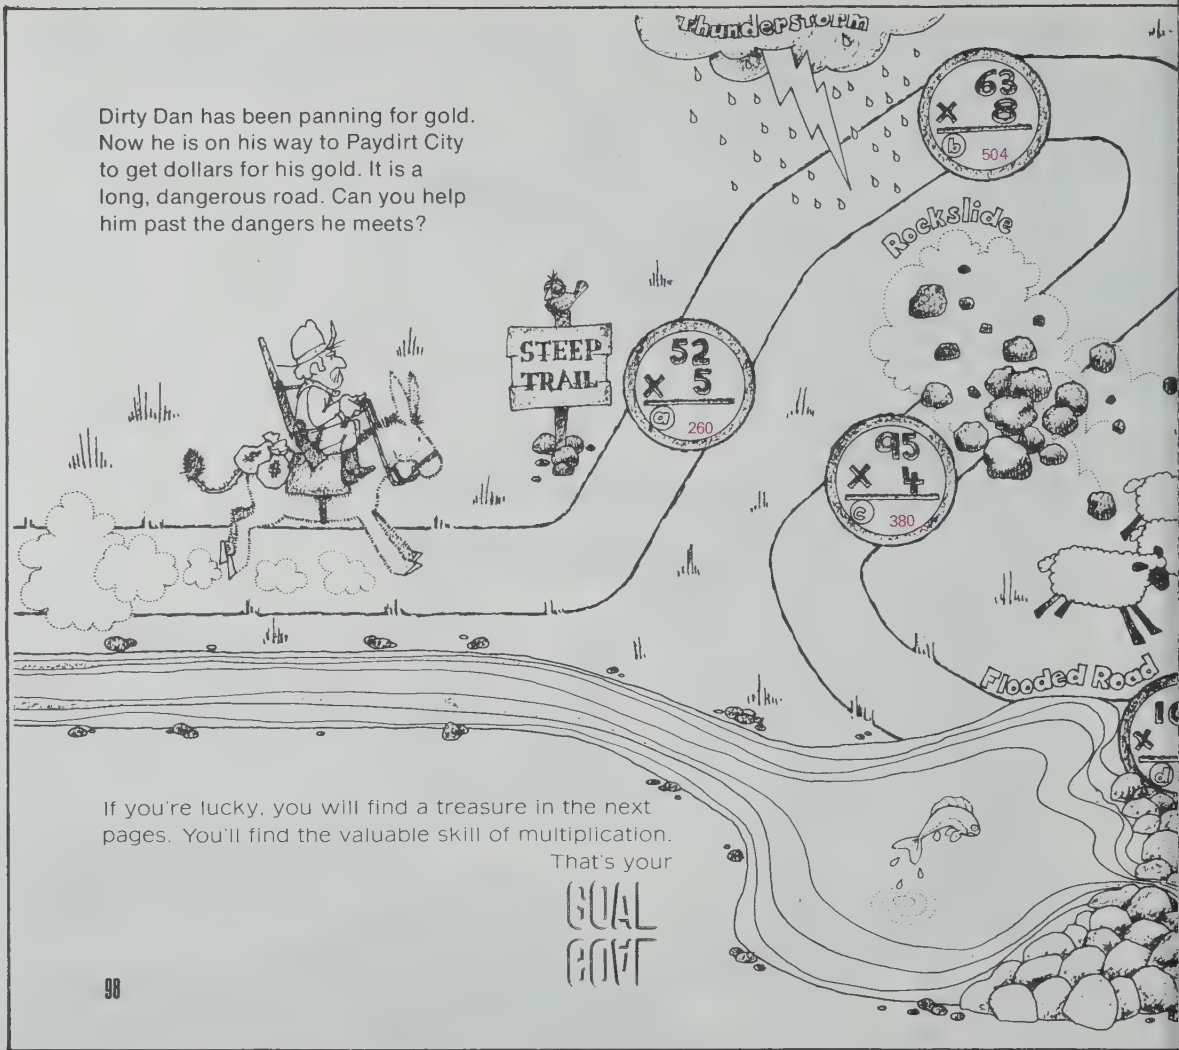 Thunderstorm
63
× 8
b 504
Dirty Dan has been panning for gold.
Now he is on his way to Paydirt City
to get dollars for his gold. It is a
long, dangerous road. Can you help
him past the dangers he meets?
Rockslide
STEEP
TRAIL
52
× 5
a 260
95
× 4
c 380
$
$
Flooded Road
×
d
If you're lucky, you will find a treasure in the next
pages. You'll find the valuable skill of multiplication.
That's your
GOAL
GOAL
98